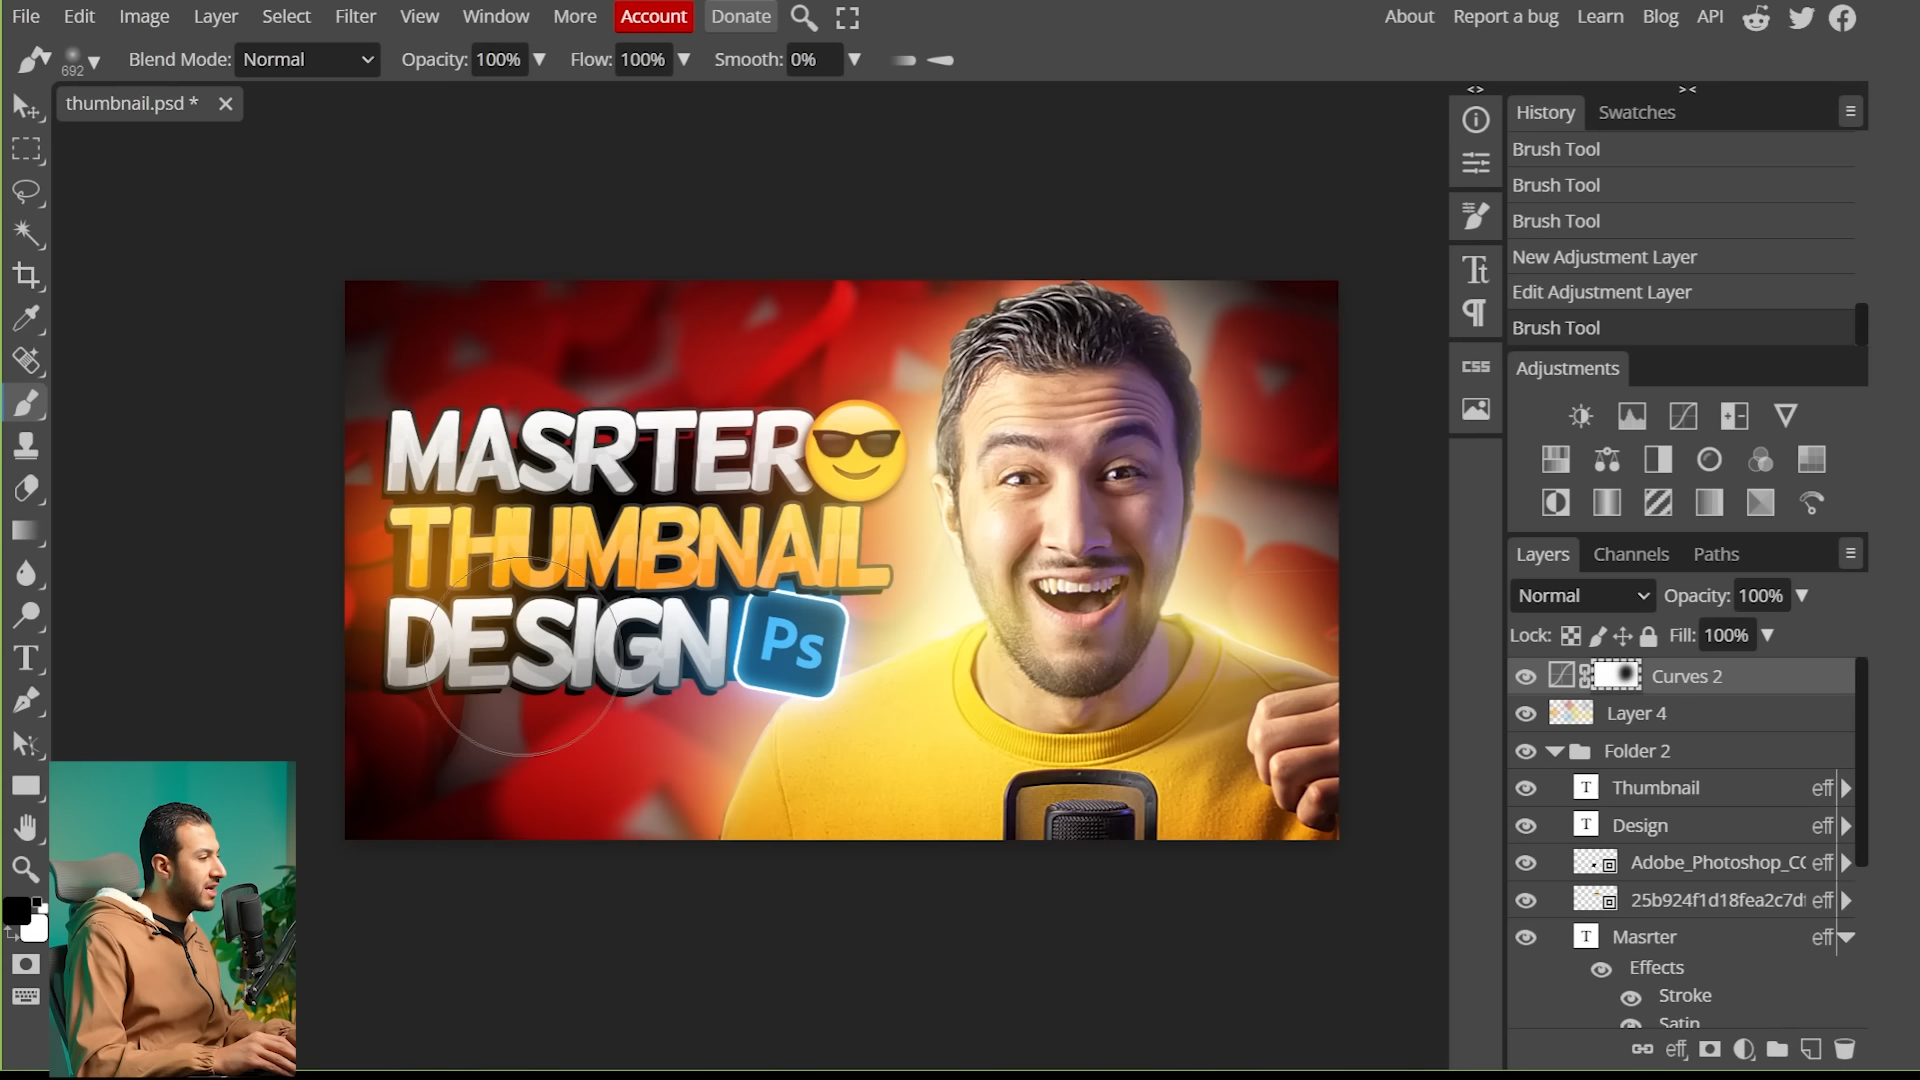 File Edit Image Layer Select Filter View Window More Account Donate About Report a bug Learn Blog API
692 Blend Mode: Normal Opacity: 100% Flow: 100% Smooth: 0%
thumbnail.psd *
<> ><
History Swatches
Brush Tool
Brush Tool
Brush Tool
New Adjustment Layer
Edit Adjustment Layer
Brush Tool
CSS
Adjustments
MASRTER
THUMBNAIL
DESIGN Ps
Layers Channels Paths
Normal Opacity: 100%
Lock: Fill: 100%
Curves 2
Layer 4
Folder 2
T Thumbnail eff
T Design eff
Adobe_Photoshop_CC eff
25b924f1d18fea2c7d eff
T Masrter eff
Effects
Stroke
Satin
eff